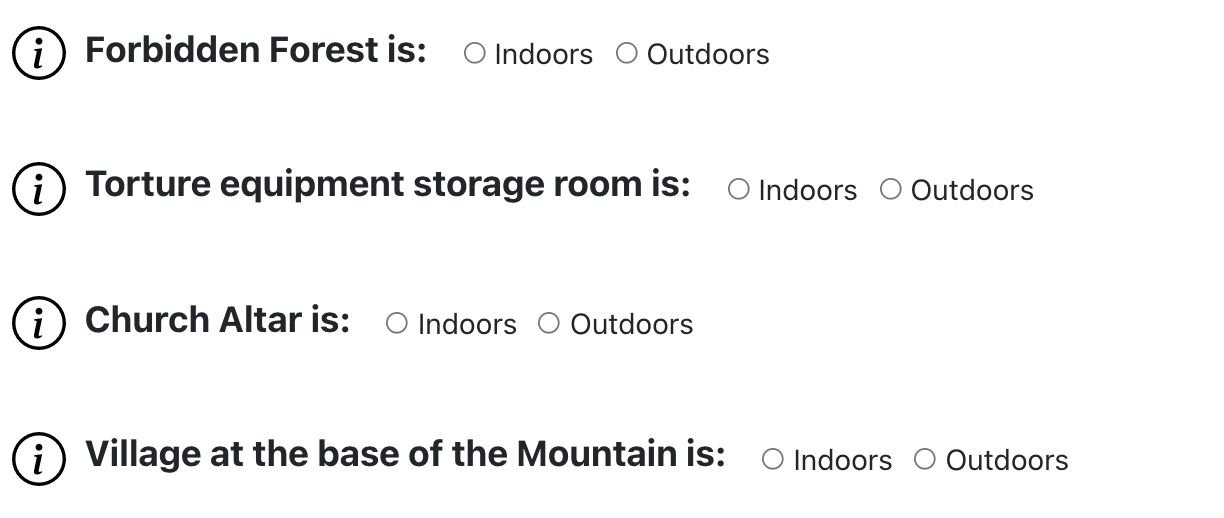 i Forbidden Forest is: Indoors Outdoors
i Torture equipment storage room is: Indoors Outdoors
i Church Altar is: Indoors Outdoors
i Village at the base of the Mountain is: Indoors Outdoors